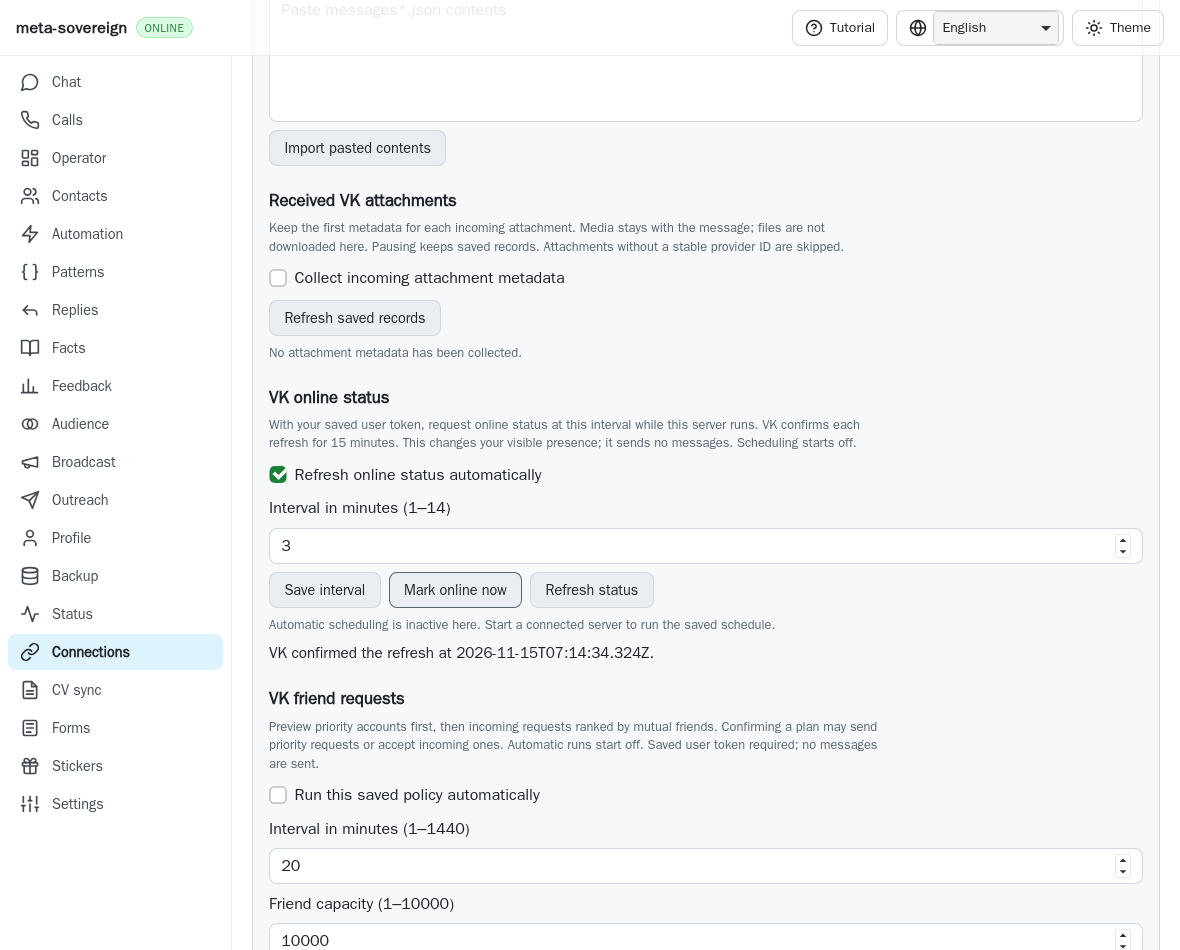 meta-sovereign
ONLINE
Tutorial
English
Theme
Chat
Calls
Operator
Contacts
Automation
Patterns
Replies
Facts
Feedback
Audience
Broadcast
Outreach
Profile
Backup
Status
Connections
CV sync
Forms
Stickers
Settings
Paste messages*.json contents
Import pasted contents
Received VK attachments
Keep the first metadata for each incoming attachment. Media stays with the message; files are not
downloaded here. Pausing keeps saved records. Attachments without a stable provider ID are skipped.
Collect incoming attachment metadata
Refresh saved records
No attachment metadata has been collected.
VK online status
With your saved user token, request online status at this interval while this server runs. VK confirms each
refresh for 15 minutes. This changes your visible presence; it sends no messages. Scheduling starts off.
Refresh online status automatically
Interval in minutes (1–14)
3
Save interval
Mark online now
Refresh status
Automatic scheduling is inactive here. Start a connected server to run the saved schedule.
VK confirmed the refresh at 2026-11-15T07:14:34.324Z.
VK friend requests
Preview priority accounts first, then incoming requests ranked by mutual friends. Confirming a plan may send
priority requests or accept incoming ones. Automatic runs start off. Saved user token required; no messages
are sent.
Run this saved policy automatically
Interval in minutes (1–1440)
20
Friend capacity (1–10000)
10000